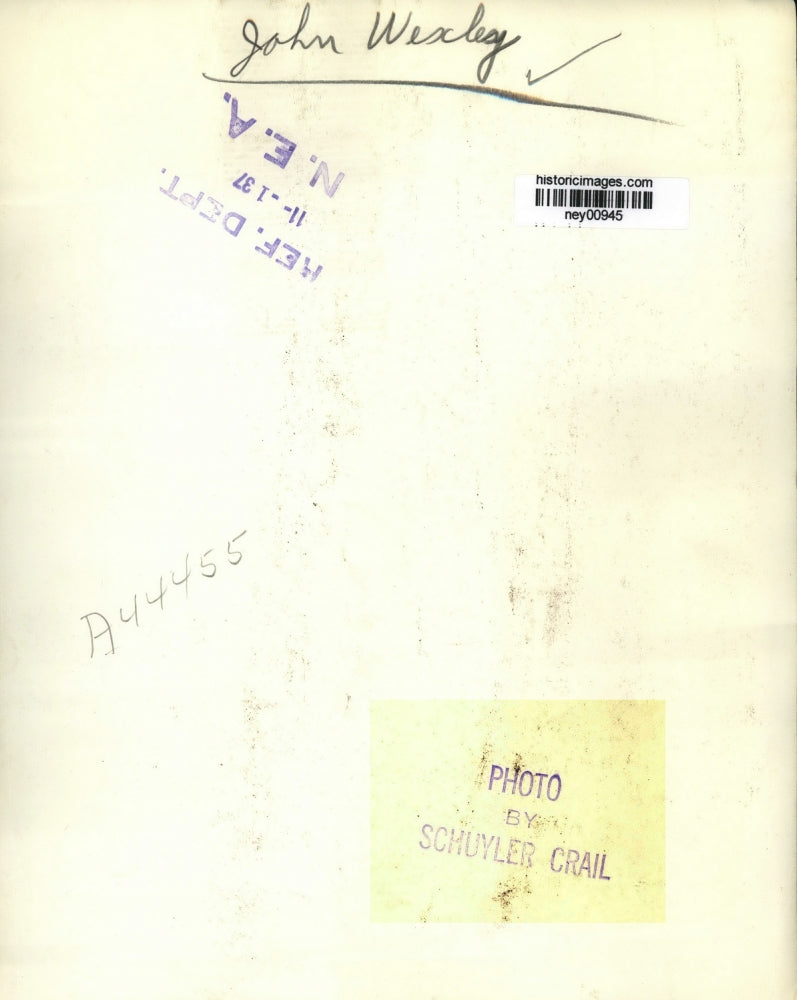 John Wexley
N.E.A.
11--1 37
REF. DEPT.
historicimages.com
ney00945
A44455
PHOTO
BY
SCHUYLER CRAIL